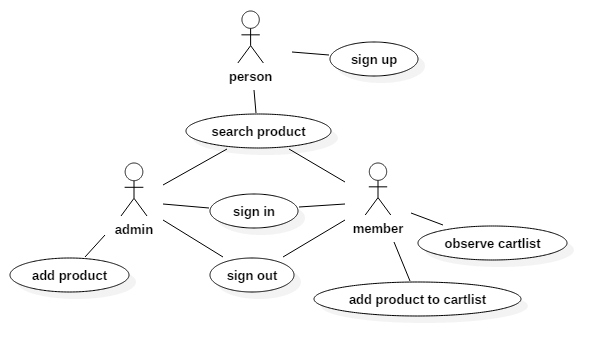 sign up
person
search product
sign in
admin
member
observe cartlist
add product
sign out
add product to cartlist